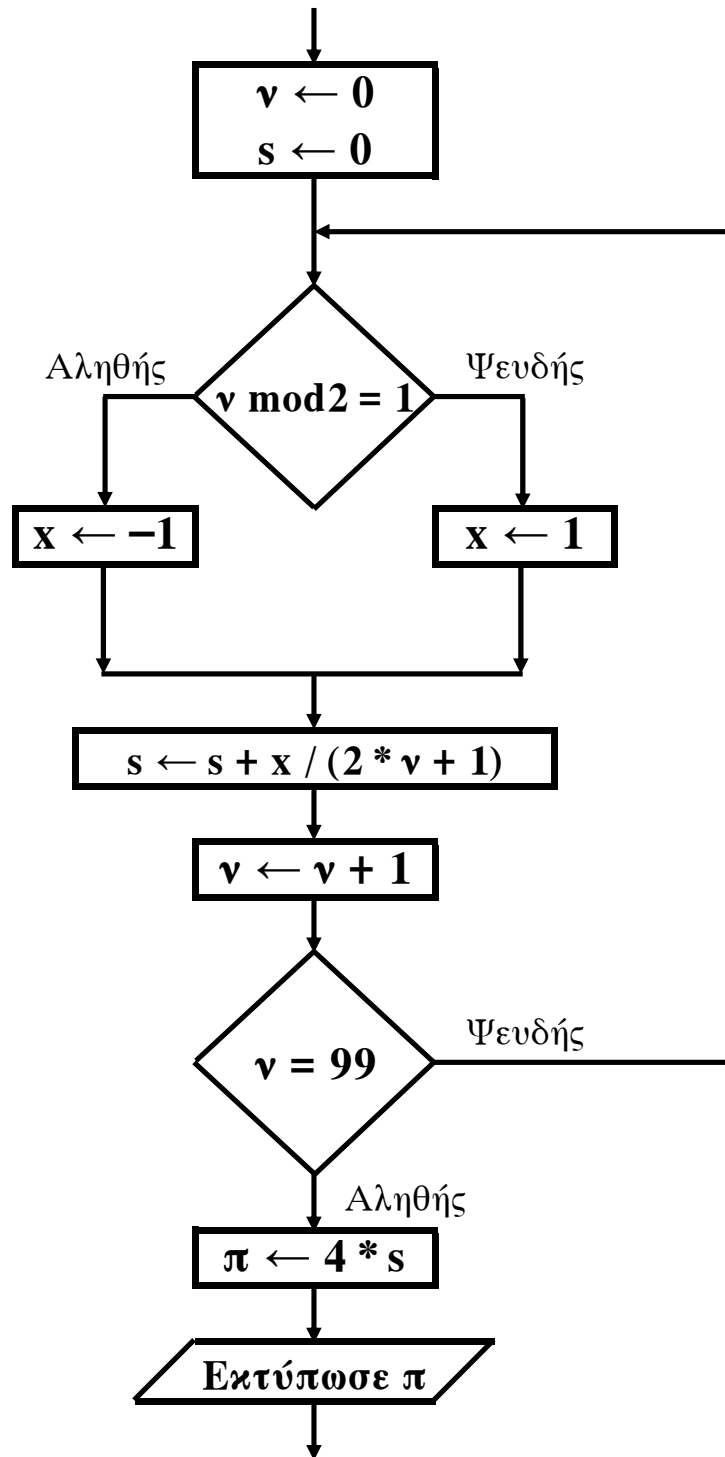 ν ← 0
s ← 0
Αληθής
Ψευδής
ν mod2 = 1
x ← −1
x ← 1
s ← s + x / (2 * ν + 1)
ν ← ν + 1
Ψευδής
ν = 99
Αληθής
π ← 4 * s
Εκτύπωσε π